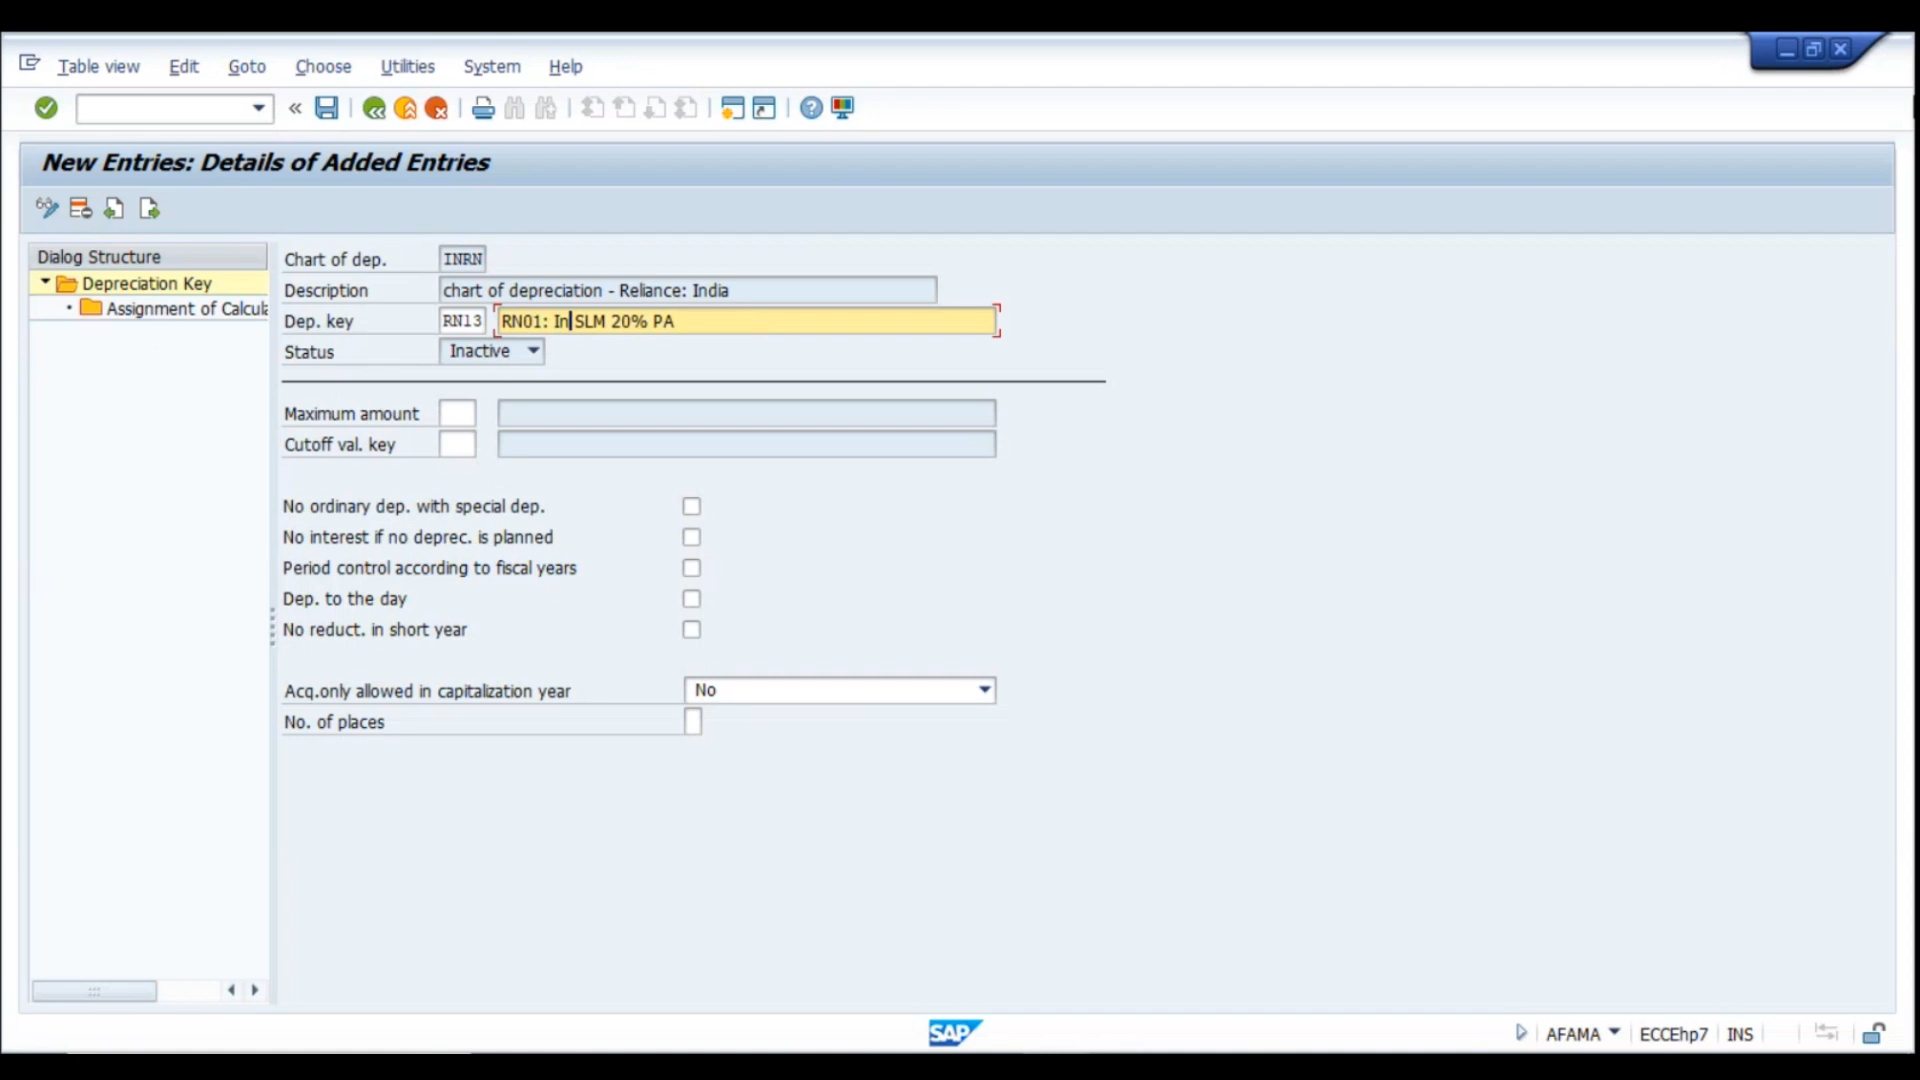 Table view Edit Goto Choose Utilities System Help
New Entries: Details of Added Entries
Dialog Structure
Depreciation Key
Assignment of Calcula
Chart of dep. INRN
Description chart of depreciation - Reliance: India
Dep. key RN13 RN01: In SLM 20% PA
Status Inactive
Maximum amount
Cutoff val. key
No ordinary dep. with special dep.
No interest if no deprec. is planned
Period control according to fiscal years
Dep. to the day
No reduct. in short year
Acq.only allowed in capitalization year No
No. of places
SAP AFAMA ECCEhp7 INS